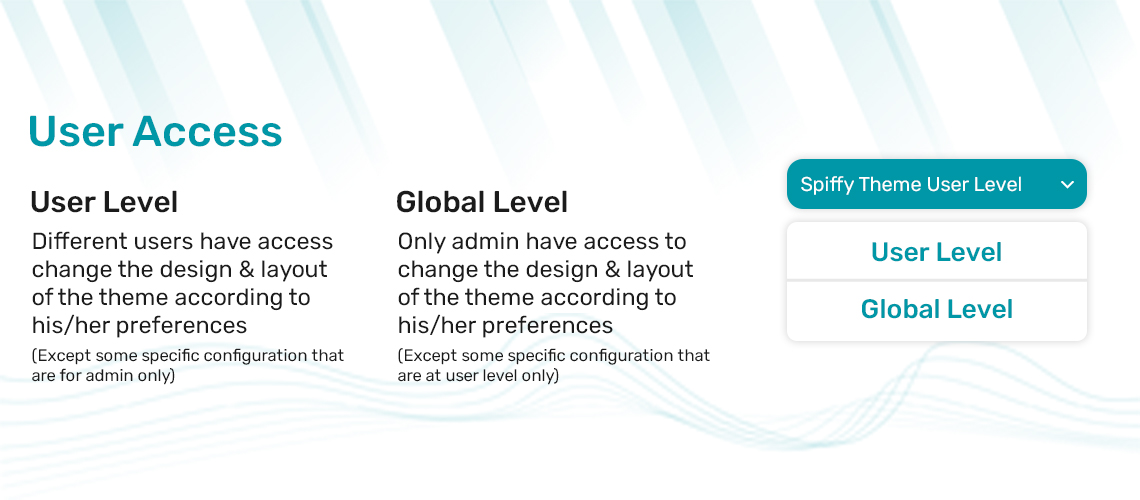 User Access
User Level
Different users have access
change the design & layout
of the theme according to
his/her preferences
(Except some specific configuration that
are for admin only)
Global Level
Only admin have access to
change the design & layout
of the theme according to
his/her preferences
(Except some specific configuration that
are at user level only)
Spiffy Theme User Level
User Level
Global Level